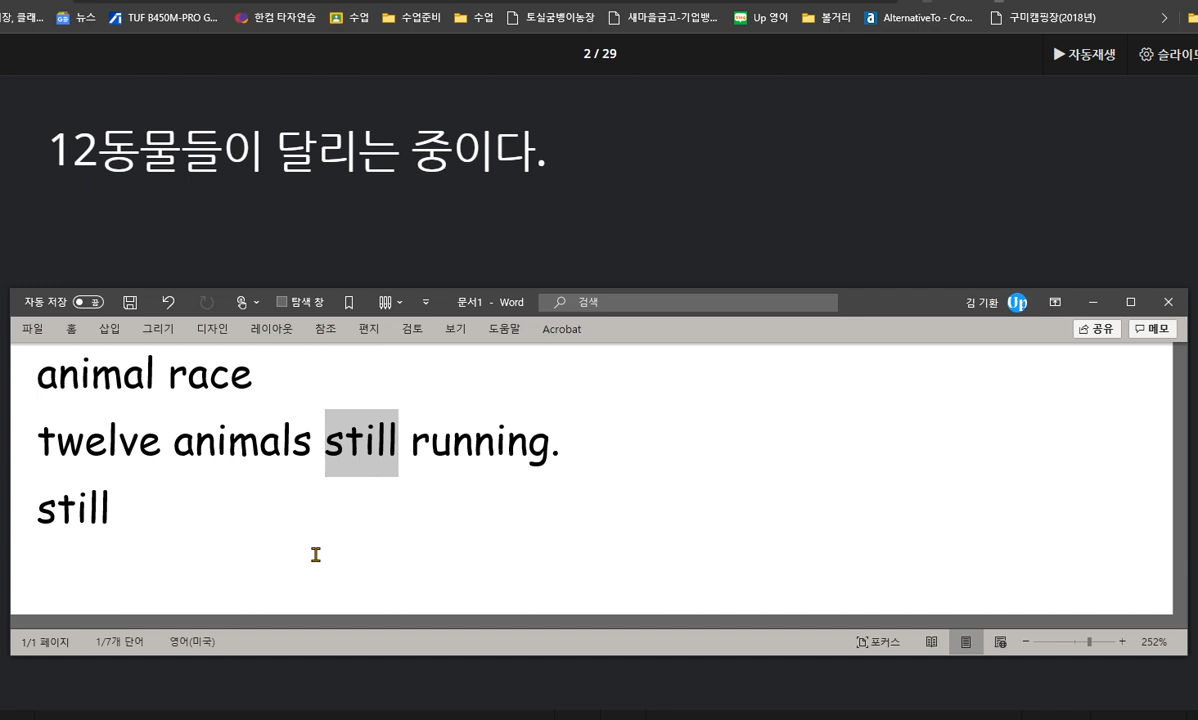 장, 클래... 뉴스 TUF B450M-PRO G... 한컴 타자연습 수업 수업준비 수업 토실굼벵이농장 새마을금고-기업뱅... Up 영어 볼거리 AlternativeTo - Cro... 구미캠핑장(2018년)
2 / 29 자동재생 슬라이드
12동물들이 달리는 중이다.
자동 저장 끔 탐색 창 문서1 - Word 검색 김 기환 Up
파일 홈 삽입 그리기 디자인 레이아웃 참조 편지 검토 보기 도움말 Acrobat 공유 메모
animal race
twelve animals still running.
still
1/1 페이지 1/7개 단어 영어(미국) 포커스 252%